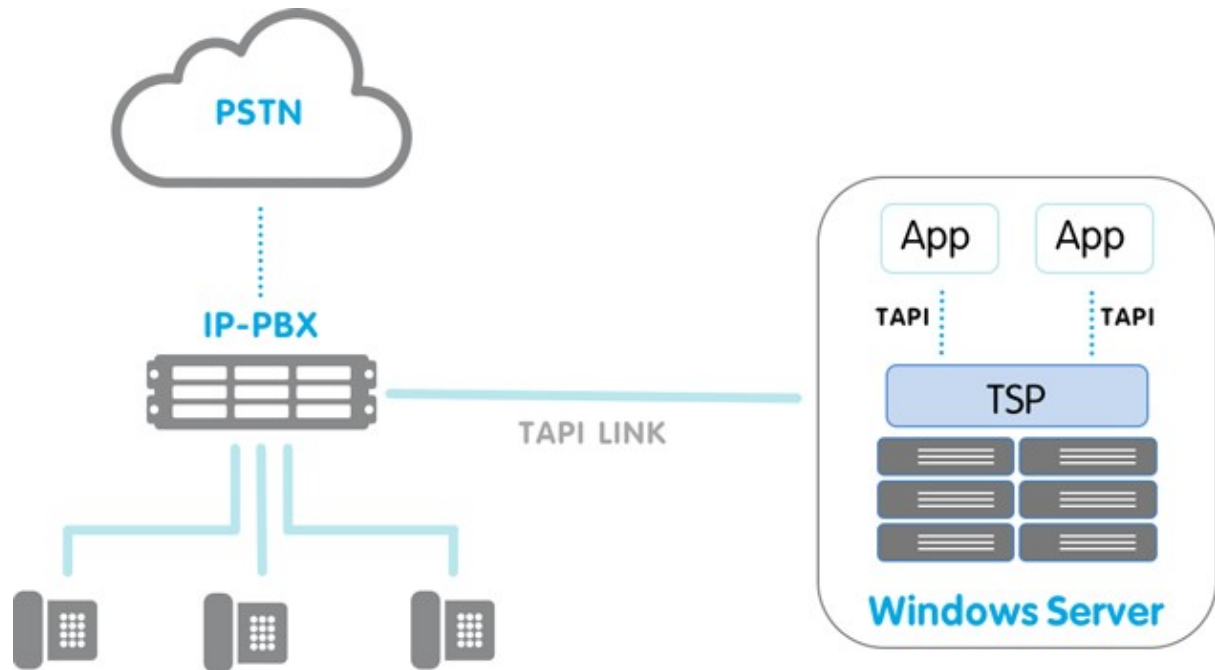 PSTN
IP-PBX
TAPI LINK
App
App
TAPI
TAPI
TSP
Windows Server